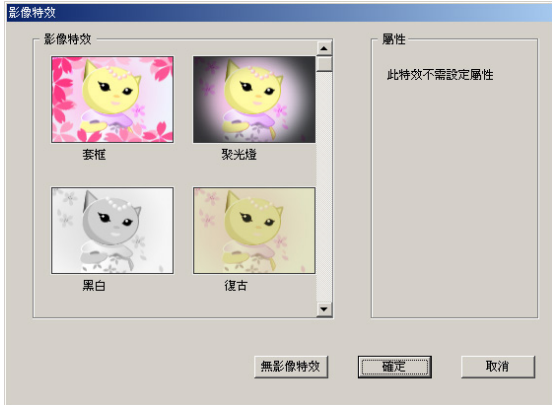 影像特效
影像特效
套框
聚光燈
黑白
復古
屬性
此特效不需設定屬性
無影像特效
確定
取消